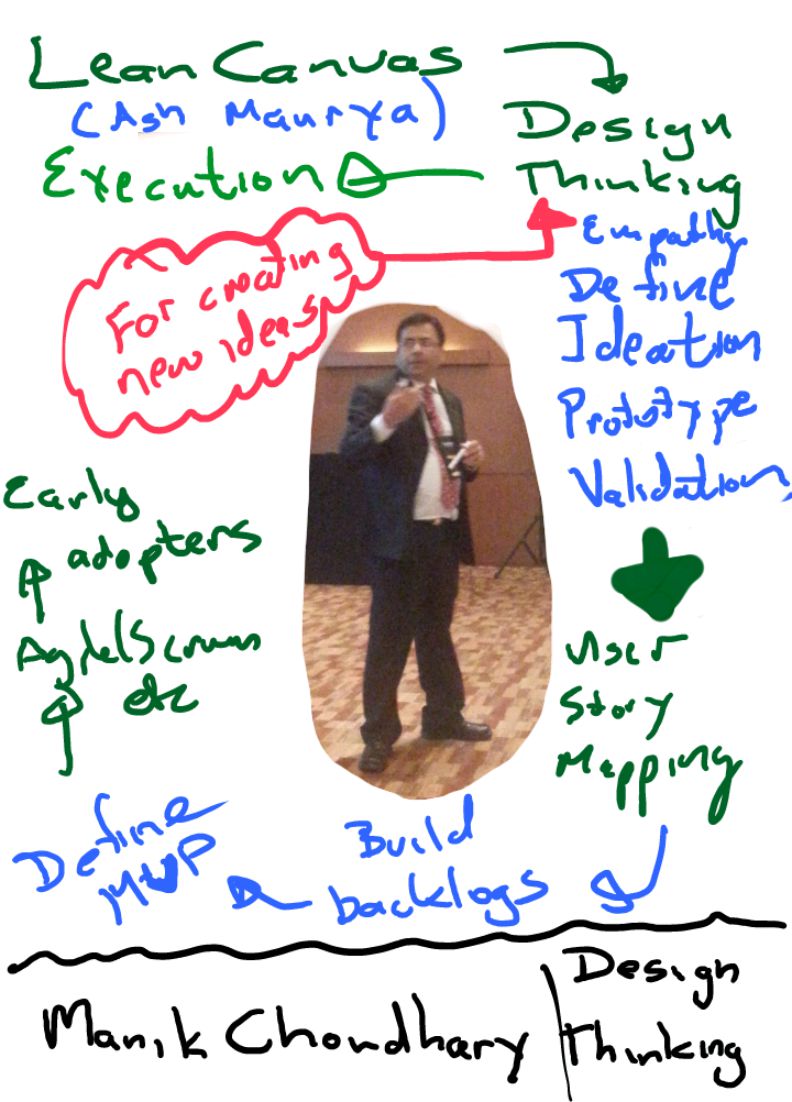 Lean Canvas
(Ash Maurya)
Execution
Design
Thinking
For creating
new ideas
Empathy
Define
Ideation
Prototype
Validation
User
Story
Mapping
Build
backlogs
Define
MVP
Agile/Scrum
etc
Early
adopters
Manik Chowdhary
Design
Thinking